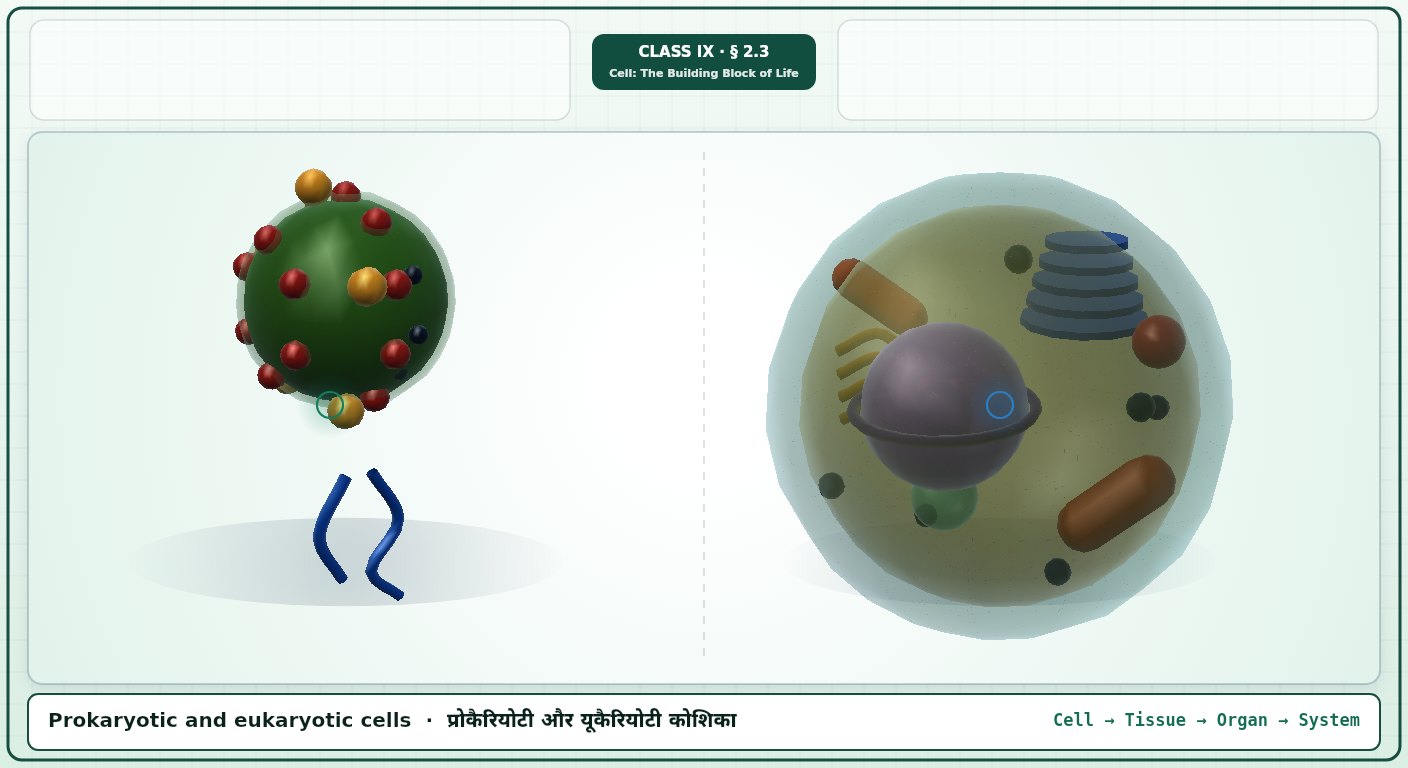 CLASS IX · § 2.3
Cell: The Building Block of Life
Prokaryotic and eukaryotic cells · प्रोकैरियोटी और यूकैरियोटी कोशिका
Cell → Tissue → Organ → System